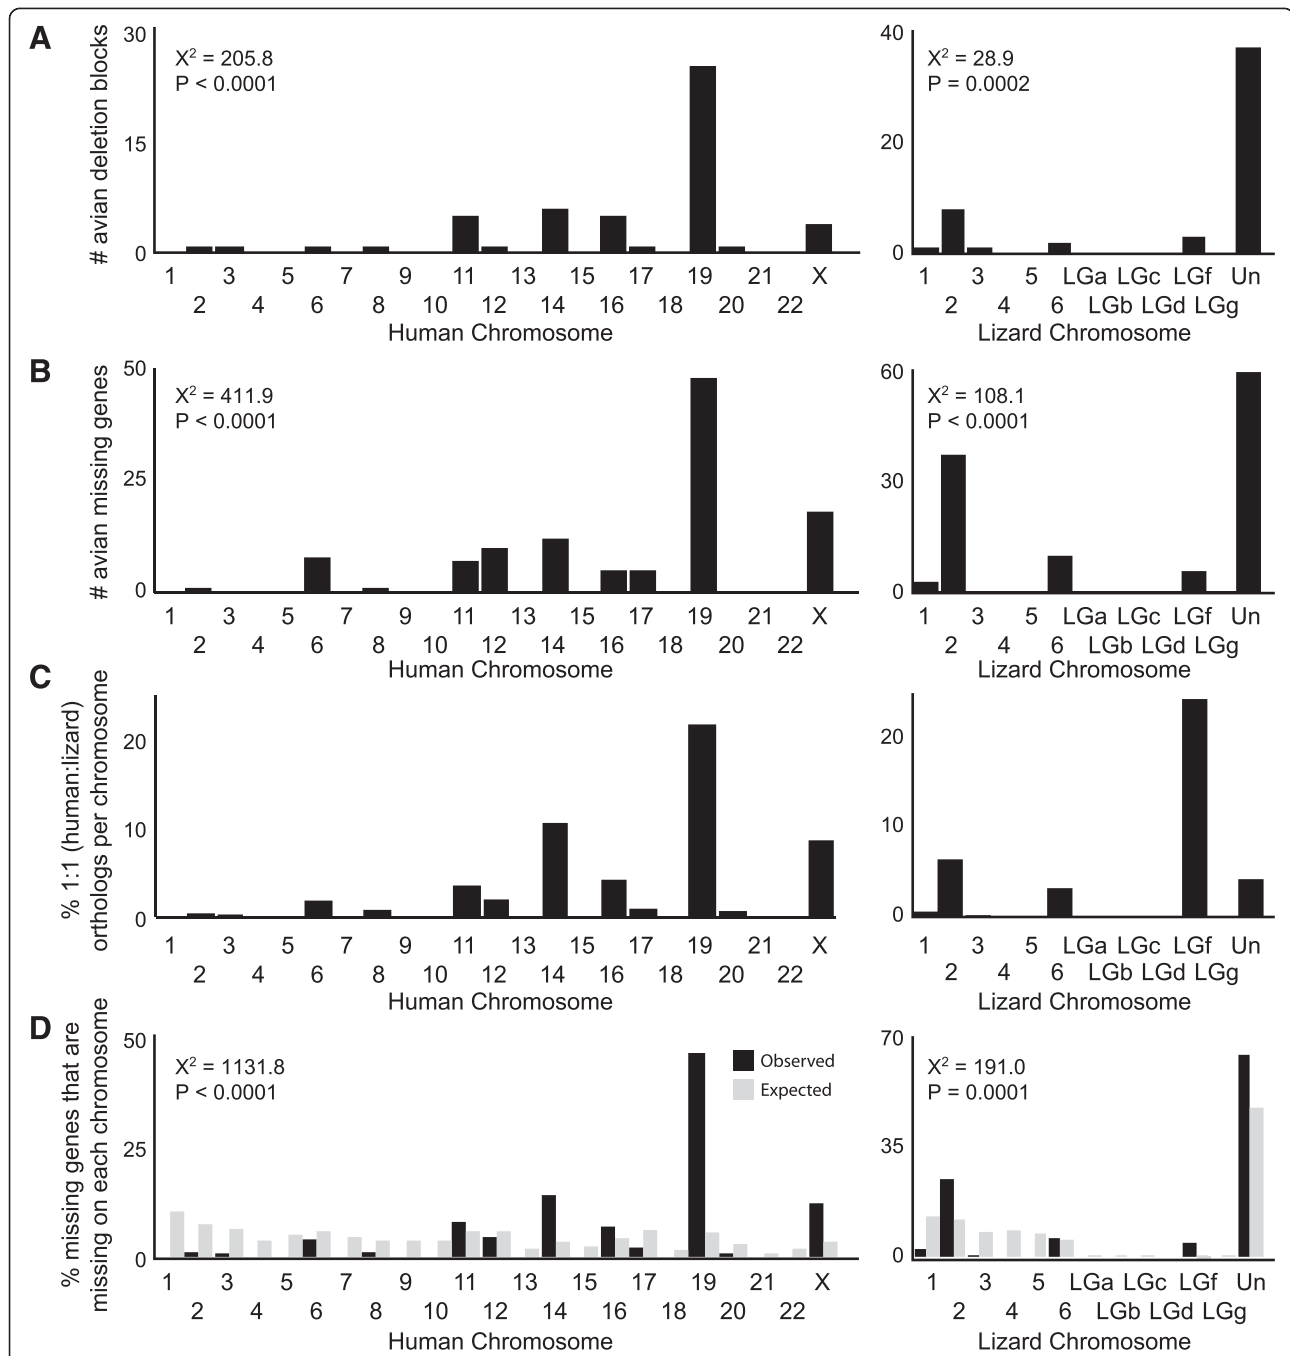 A
# avian deletion blocks
30
15
0
X² = 205.8
P < 0.0001
1 3 5 7 9 11 13 15 17 19 21 X
2 4 6 8 10 12 14 16 18 20 22
Human Chromosome
40
20
0
X² = 28.9
P = 0.0002
1 3 5 LGa LGc LGf Un
2 4 6 LGb LGd LGg
Lizard Chromosome
B
# avian missing genes
50
25
0
X² = 411.9
P < 0.0001
1 3 5 7 9 11 13 15 17 19 21 X
2 4 6 8 10 12 14 16 18 20 22
Human Chromosome
60
30
0
X² = 108.1
P < 0.0001
1 3 5 LGa LGc LGf Un
2 4 6 LGb LGd LGg
Lizard Chromosome
C
% 1:1 (human:lizard)
orthologs per chromosome
20
10
0
1 3 5 7 9 11 13 15 17 19 21 X
2 4 6 8 10 12 14 16 18 20 22
Human Chromosome
20
10
0
1 3 5 LGa LGc LGf Un
2 4 6 LGb LGd LGg
Lizard Chromosome
D
% missing genes that are
missing on each chromosome
50
25
0
X² = 1131.8
P < 0.0001
Observed
Expected
1 3 5 7 9 11 13 15 17 19 21 X
2 4 6 8 10 12 14 16 18 20 22
Human Chromosome
70
35
0
X² = 191.0
P = 0.0001
1 3 5 LGa LGc LGf Un
2 4 6 LGb LGd LGg
Lizard Chromosome